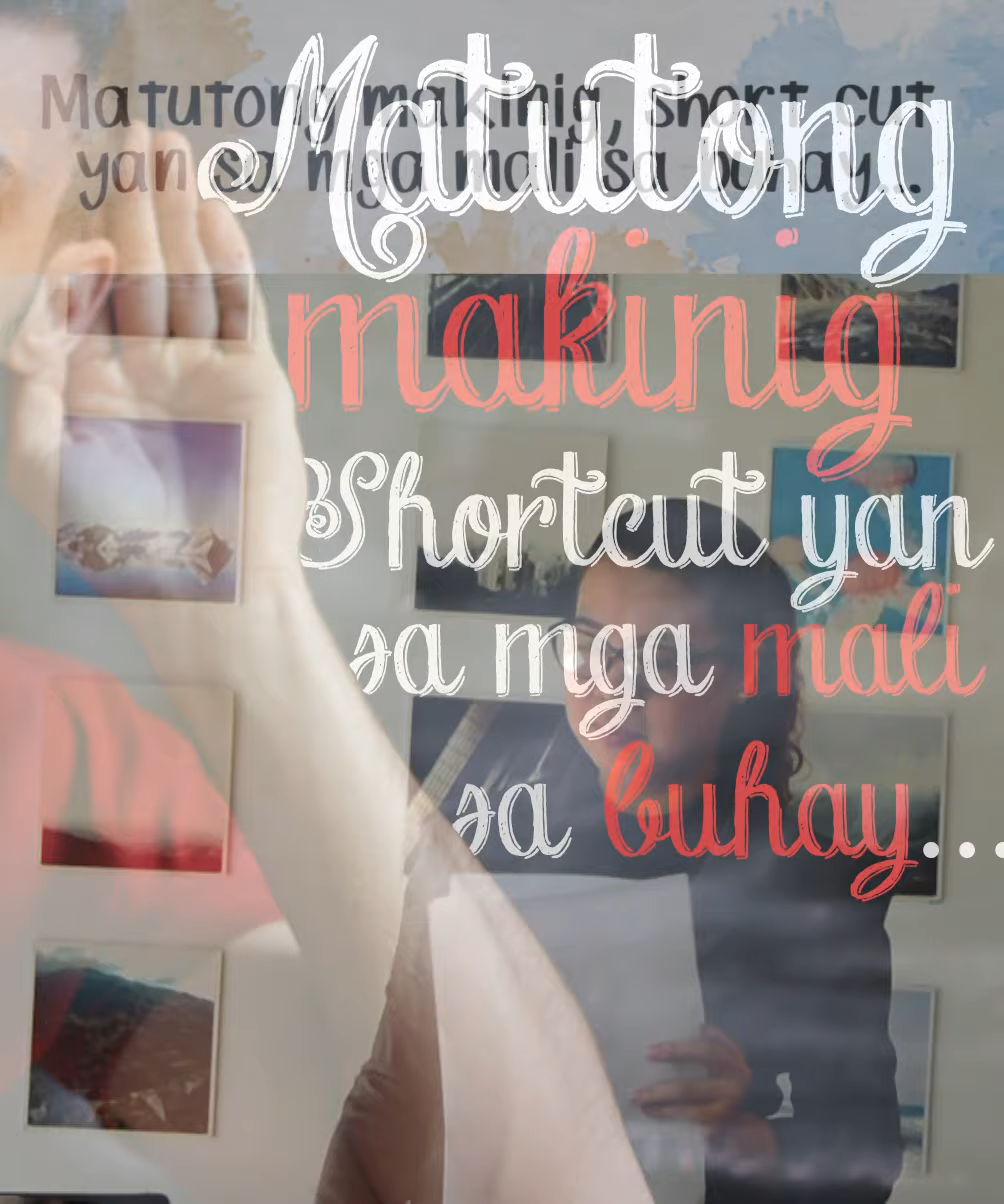 Matutong makinig, short cut
yan sa mga mali sa buhay...
Matutong
makinig
Shortcut yan
sa mga mali
sa buhay...